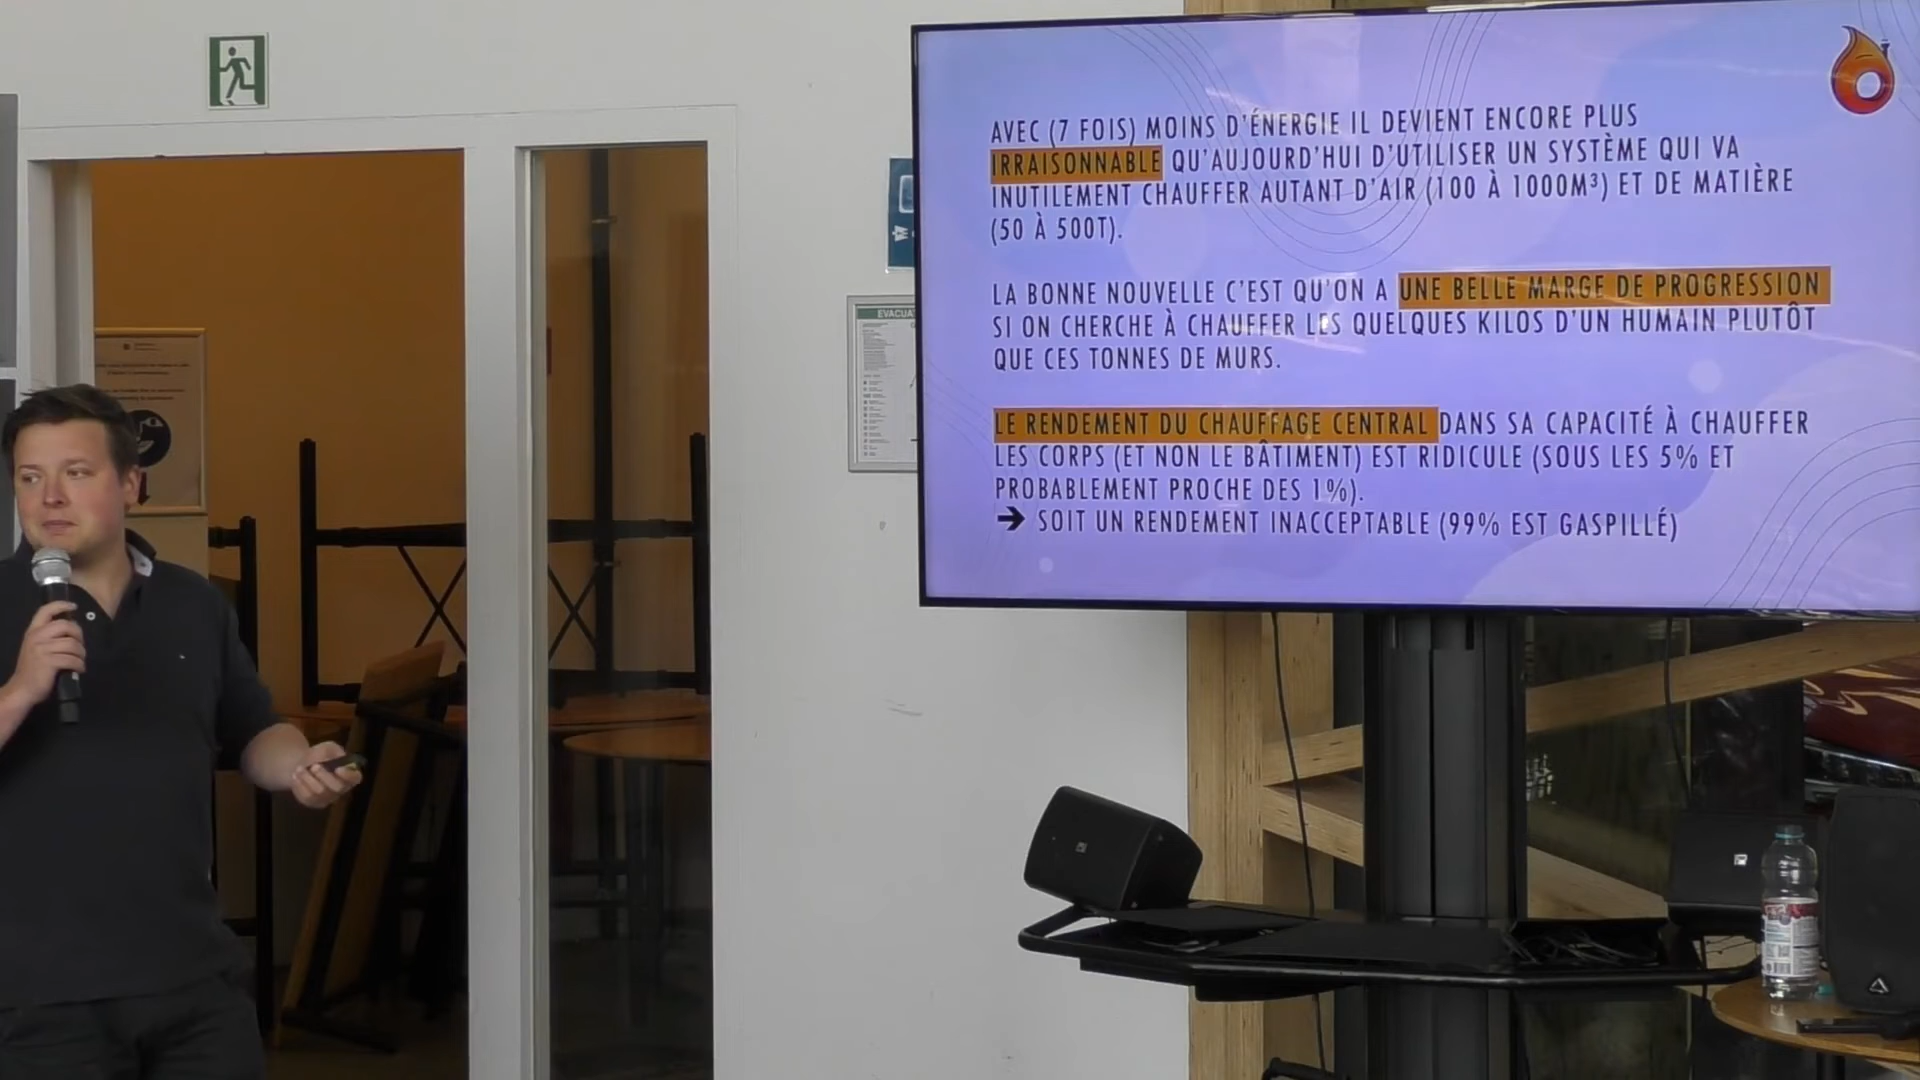 AVEC (7 FOIS) MOINS D'ÉNERGIE IL DEVIENT ENCORE PLUS
IRRAISONNABLE QU'AUJOURD'HUI D'UTILISER UN SYSTÈME QUI VA
INUTILEMENT CHAUFFER AUTANT D'AIR (100 À 1000M³) ET DE MATIÈRE
(50 À 500T).
LA BONNE NOUVELLE C'EST QU'ON A UNE BELLE MARGE DE PROGRESSION
SI ON CHERCHE À CHAUFFER LES QUELQUES KILOS D'UN HUMAIN PLUTÔT
QUE CES TONNES DE MURS.
LE RENDEMENT DU CHAUFFAGE CENTRAL DANS SA CAPACITÉ À CHAUFFER
LES CORPS (ET NON LE BÂTIMENT) EST RIDICULE (SOUS LES 5% ET
PROBABLEMENT PROCHE DES 1%).
➔ SOIT UN RENDEMENT INACCEPTABLE (99% EST GASPILLÉ)
EVACUAT